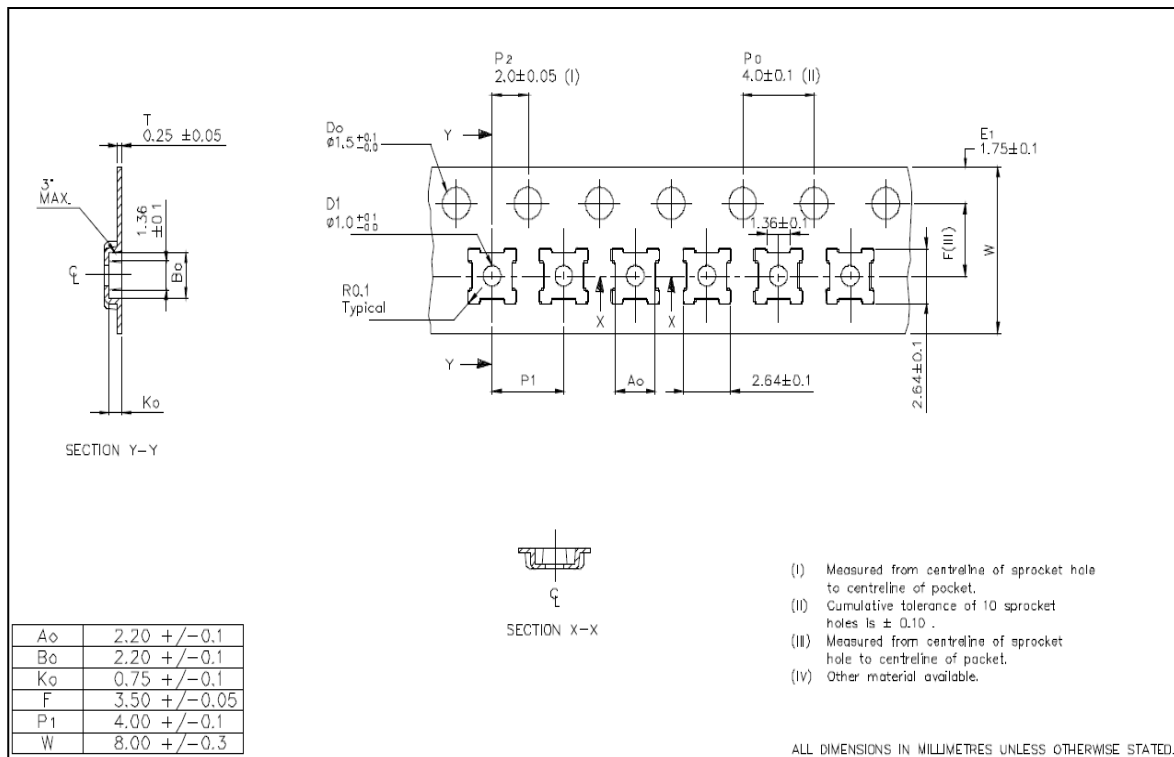 P2
2.0±0.05 (I)
Po
4.0±0.1 (II)
T
0.25 ±0.05
Do
ø1.5 +0.1 -0.0
Y
E1
1.75±0.1
3° MAX.
1.36 ±0.1
D1
ø1.0 +0.1 -0.0
1.36±0.1
F(III)
W
Bo
R0.1
Typical
X
X
Y
P1
Ao
2.64±0.1
2.64±0.1
Ko
SECTION Y-Y
SECTION X-X
(I) Measured from centreline of sprocket hole
to centreline of pocket.
(II) Cumulative tolerance of 10 sprocket
holes is ± 0.10 .
(III) Measured from centreline of sprocket
hole to centreline of pocket.
(IV) Other material available.
Ao 2.20 +/-0.1
Bo 2.20 +/-0.1
Ko 0.75 +/-0.1
F 3.50 +/-0.05
P1 4.00 +/-0.1
W 8.00 +/-0.3
ALL DIMENSIONS IN MILLIMETRES UNLESS OTHERWISE STATED.